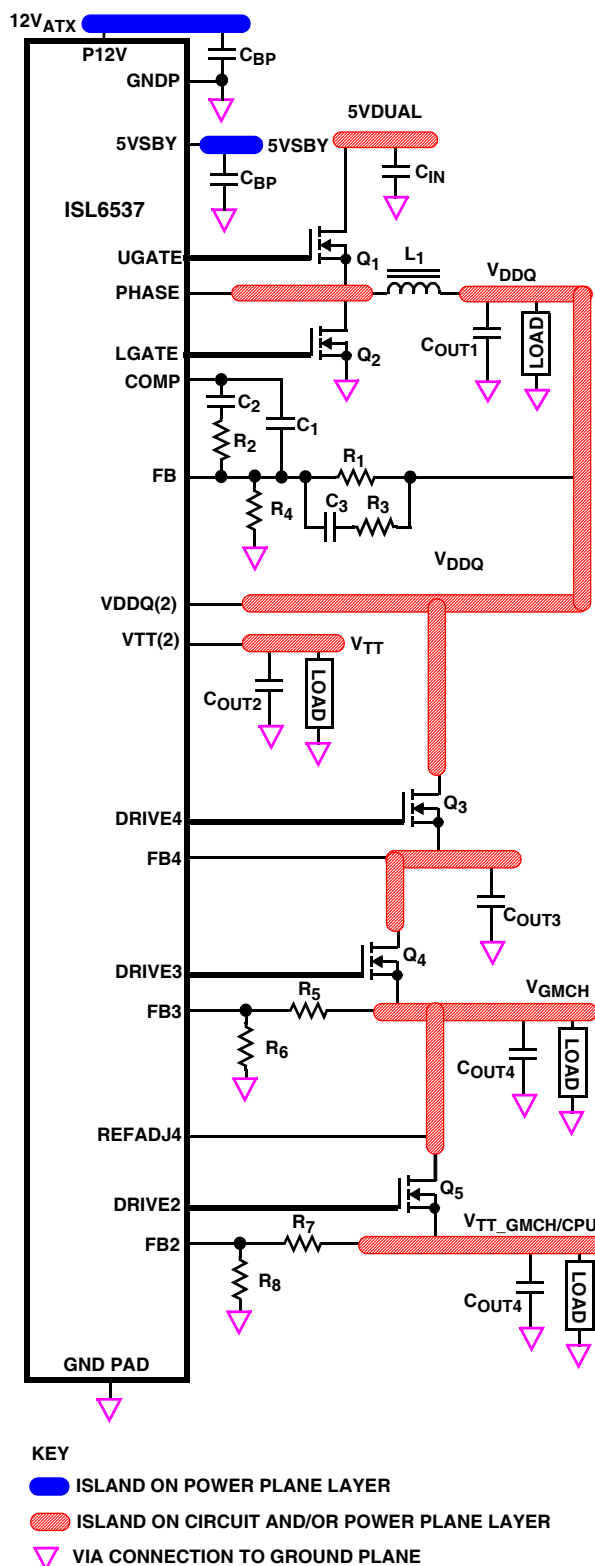 12VATX
P12V
CBP
GNDP
5VDUAL
5VSBY
5VSBY
CBP
CIN
ISL6537
UGATE
Q1
L1
VDDQ
PHASE
LGATE
Q2
COUT1
LOAD
COMP
C2
C1
R2
R1
FB
R4
C3
R3
VDDQ
VDDQ(2)
VTT(2)
VTT
COUT2
LOAD
Q3
DRIVE4
FB4
COUT3
Q4
DRIVE3
R5
VGMCH
FB3
R6
COUT4
LOAD
REFADJ4
Q5
DRIVE2
R7
VTT_GMCH/CPU
FB2
R8
COUT4
LOAD
GND PAD
KEY
ISLAND ON POWER PLANE LAYER
ISLAND ON CIRCUIT AND/OR POWER PLANE LAYER
VIA CONNECTION TO GROUND PLANE